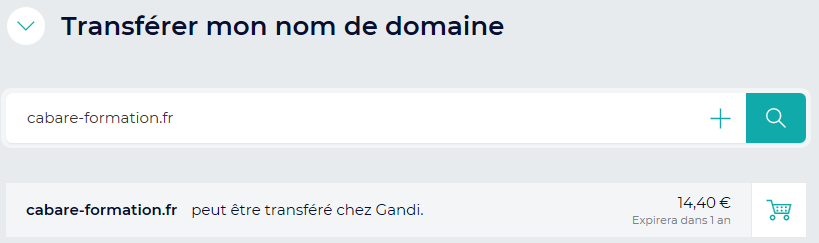 Transférer mon nom de domaine
cabare-formation.fr
cabare-formation.fr peut être transféré chez Gandi.
14,40 €
Expirera dans 1 an